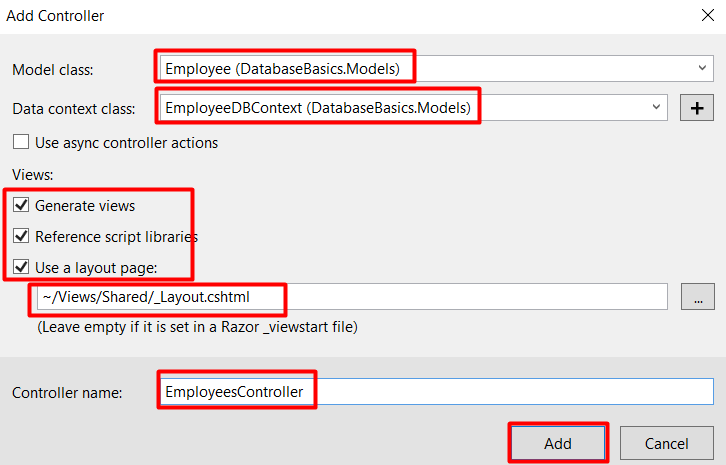 Add Controller
Model class: Employee (DatabaseBasics.Models)
Data context class: EmployeeDBContext (DatabaseBasics.Models) +
Use async controller actions
Views:
Generate views
Reference script libraries
Use a layout page:
~/Views/Shared/_Layout.cshtml ...
(Leave empty if it is set in a Razor _viewstart file)
Controller name: EmployeesController
Add Cancel